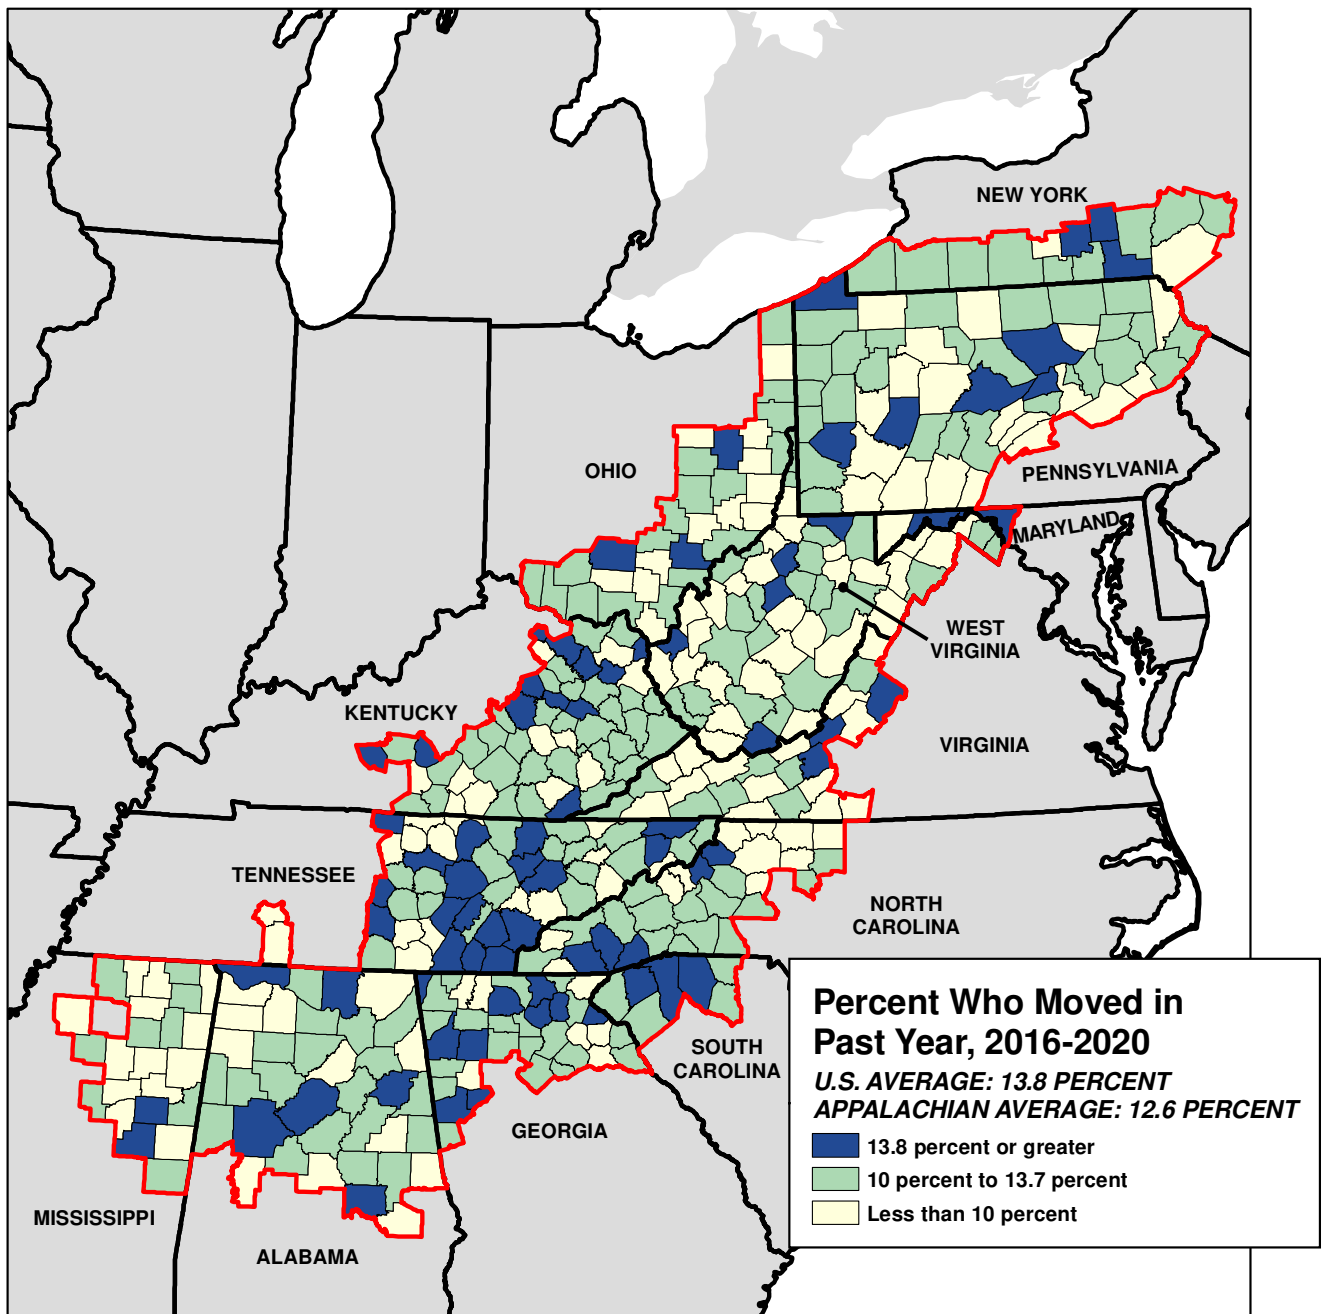 NEW YORK
OHIO
PENNSYLVANIA
MARYLAND
WEST
VIRGINIA
KENTUCKY
VIRGINIA
TENNESSEE
NORTH
CAROLINA
SOUTH
CAROLINA
GEORGIA
MISSISSIPPI
ALABAMA
Percent Who Moved in
Past Year, 2016-2020
U.S. AVERAGE: 13.8 PERCENT
APPALACHIAN AVERAGE: 12.6 PERCENT
13.8 percent or greater
10 percent to 13.7 percent
Less than 10 percent